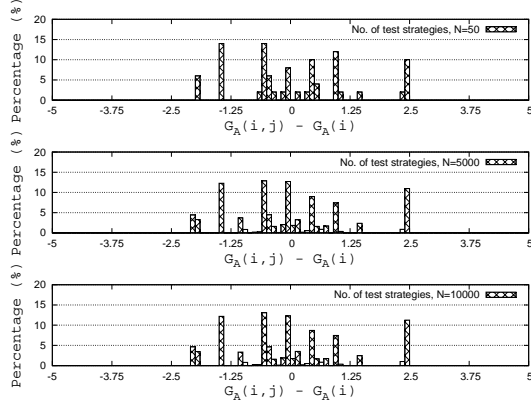 Percentage (%)
20
15
10
5
0
No. of test strategies, N=50
-5 -3.75 -2.5 -1.25 0 1.25 2.5 3.75 5
G_A(i,j) - G_A(i)
Percentage (%)
20
15
10
5
0
No. of test strategies, N=5000
-5 -3.75 -2.5 -1.25 0 1.25 2.5 3.75 5
G_A(i,j) - G_A(i)
Percentage (%)
20
15
10
5
0
No. of test strategies, N=10000
-5 -3.75 -2.5 -1.25 0 1.25 2.5 3.75 5
G_A(i,j) - G_A(i)